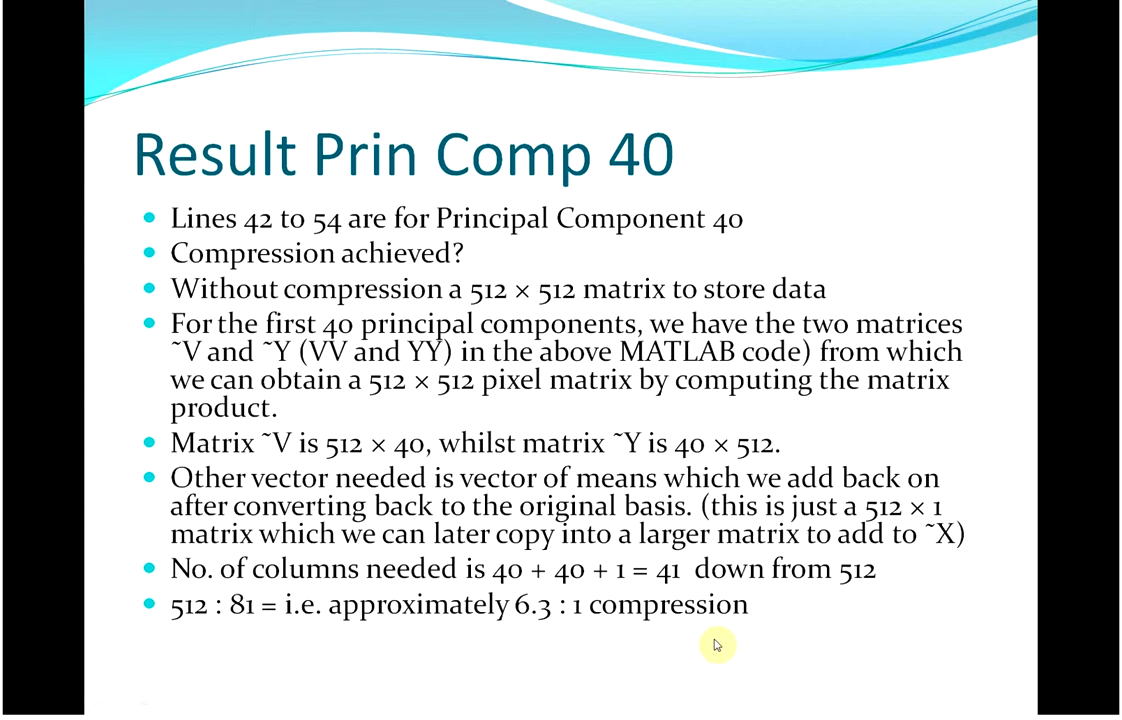 Result Prin Comp 40
• Lines 42 to 54 are for Principal Component 40
• Compression achieved?
• Without compression a 512 × 512 matrix to store data
• For the first 40 principal components, we have the two matrices
˜V and ˜Y (VV and YY) in the above MATLAB code) from which
we can obtain a 512 × 512 pixel matrix by computing the matrix
product.
• Matrix ˜V is 512 × 40, whilst matrix ˜Y is 40 × 512.
• Other vector needed is vector of means which we add back on
after converting back to the original basis. (this is just a 512 × 1
matrix which we can later copy into a larger matrix to add to ˜X)
• No. of columns needed is 40 + 40 + 1 = 41 down from 512
• 512 : 81 = i.e. approximately 6.3 : 1 compression